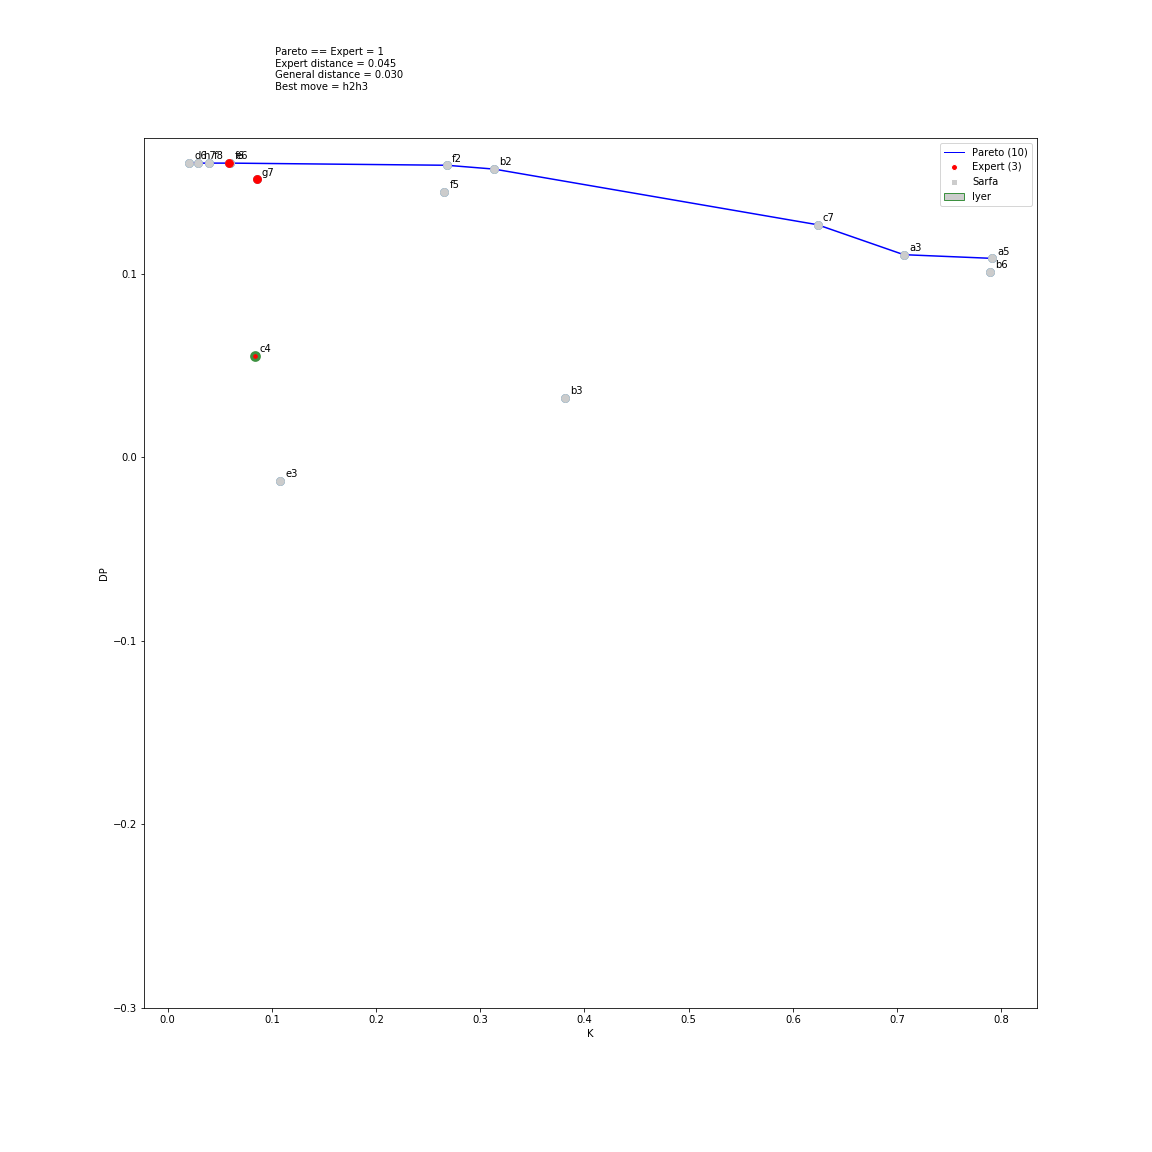 Pareto == Expert = 1
Expert distance = 0.045
General distance = 0.030
Best move = h2h3
Pareto (10)
Expert (3)
Sarfa
Iyer
d6
h7
f8
g7
f2
b2
f5
c7
a3
a5
b6
c4
b3
e3
0.1
0.0
−0.1
−0.2
−0.3
DP
0.0 0.1 0.2 0.3 0.4 0.5 0.6 0.7 0.8
K